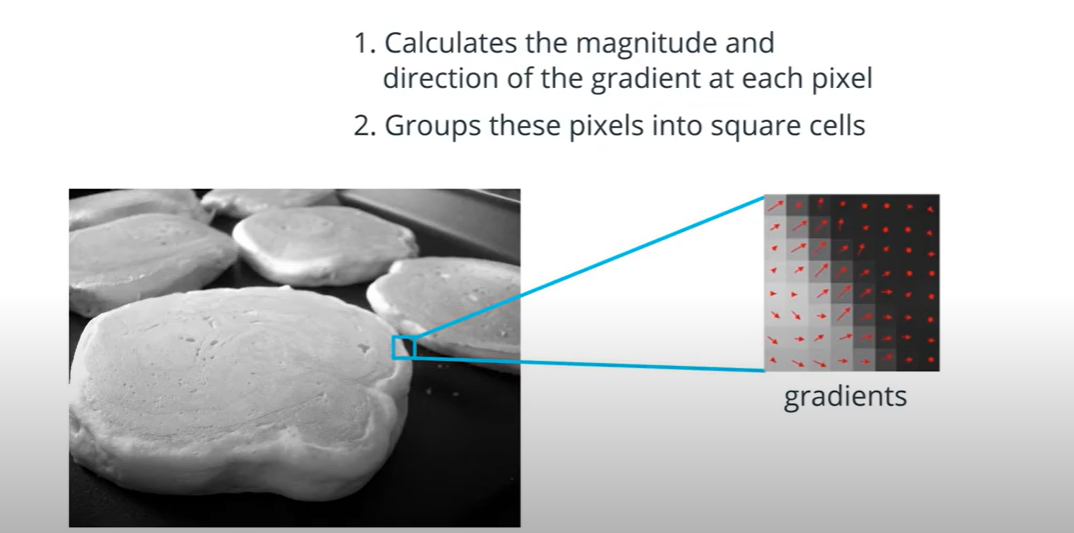 1. Calculates the magnitude and
direction of the gradient at each pixel
2. Groups these pixels into square cells
gradients